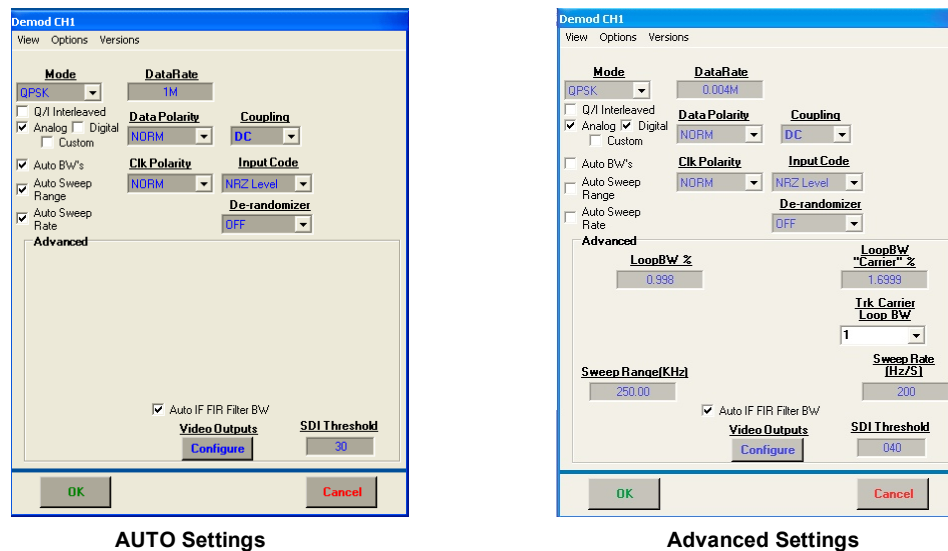 Demod CH1
View Options Versions
Mode DataRate
QPSK 1M
Q/I Interleaved
Analog Digital
Custom
Data Polarity Coupling
NORM DC
Auto BW's
Clk Polarity Input Code
Auto Sweep
Range
NORM NRZ Level
Auto Sweep
Rate
De-randomizer
OFF
Advanced
Auto IF FIR Filter BW
Video Outputs SDI Threshold
Configure 30
OK Cancel
AUTO Settings
Demod CH1
View Options Versions
Mode DataRate
QPSK 0.004M
Q/I Interleaved
Analog Digital
Custom
Data Polarity Coupling
NORM DC
Auto BW's
Clk Polarity Input Code
Auto Sweep
Range
NORM NRZ Level
Auto Sweep
Rate
De-randomizer
OFF
Advanced
LoopBW %
0.998
LoopBW
"Carrier" %
1.6999
Trk Carrier
Loop BW
1
Sweep Range(KHz)
250.00
Sweep Rate
(Hz/S)
200
Auto IF FIR Filter BW
Video Outputs SDI Threshold
Configure 040
OK Cancel
Advanced Settings